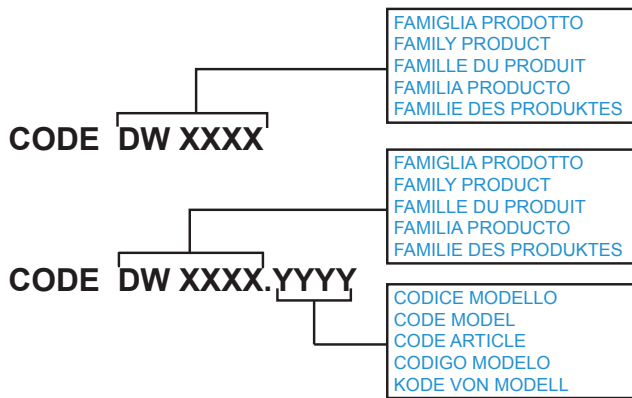 FAMIGLIA PRODOTTO
FAMILY PRODUCT
FAMILLE DU PRODUIT
FAMILIA PRODUCTO
FAMILIE DES PRODUKTES
CODE DW XXXX
FAMIGLIA PRODOTTO
FAMILY PRODUCT
FAMILLE DU PRODUIT
FAMILIA PRODUCTO
FAMILIE DES PRODUKTES
CODE DW XXXX.YYYY
CODICE MODELLO
CODE MODEL
CODE ARTICLE
CODIGO MODELO
KODE VON MODELL